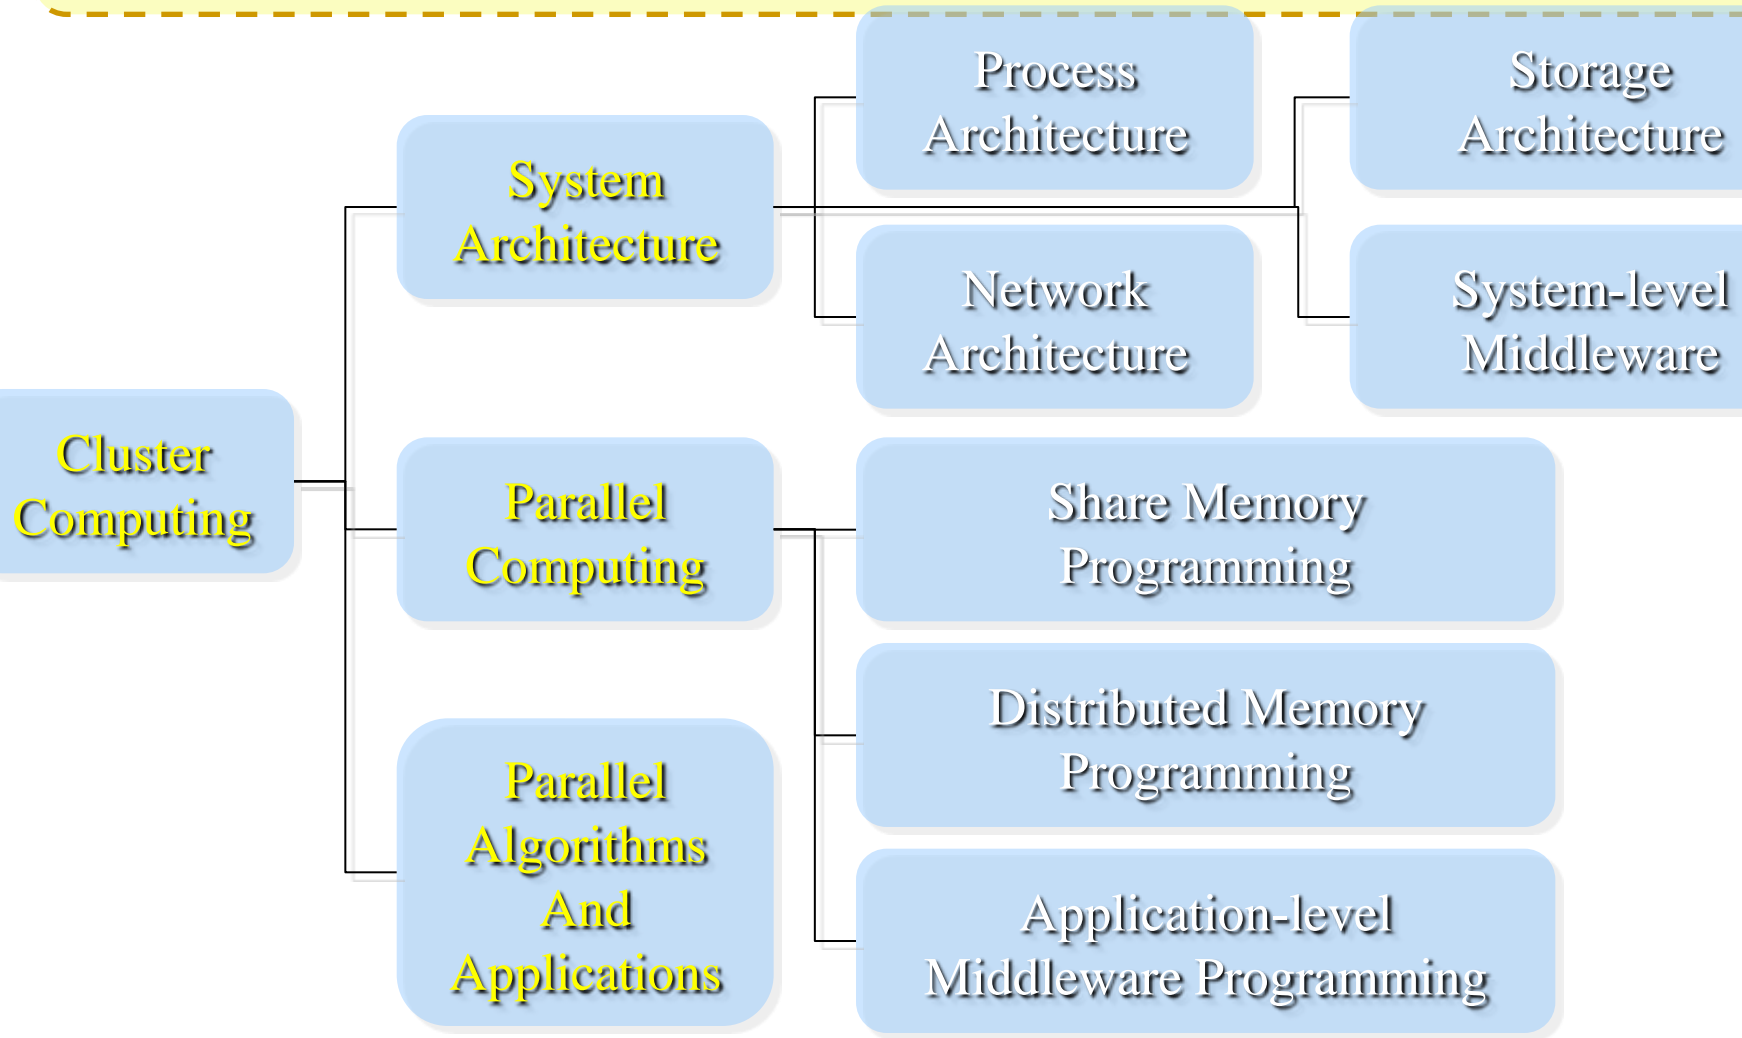 Process
Architecture
Storage
Architecture
System
Architecture
Network
Architecture
System-level
Middleware
Cluster
Computing
Parallel
Computing
Share Memory
Programming
Distributed Memory
Programming
Parallel
Algorithms
And
Applications
Application-level
Middleware Programming